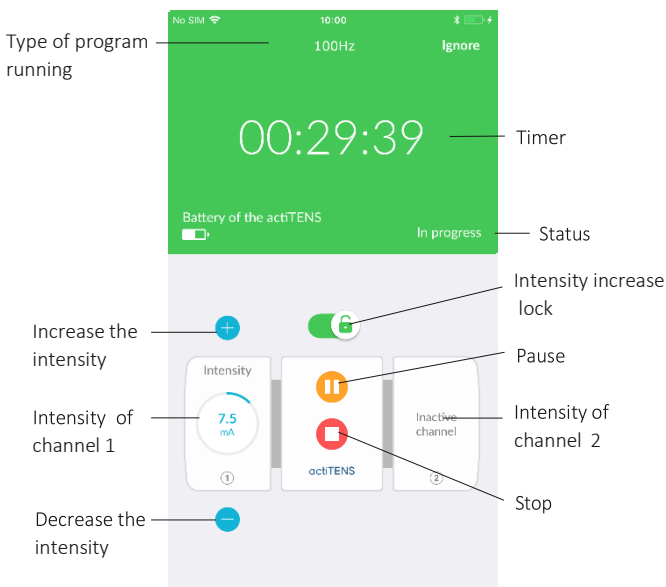 No SIM 10:00
100Hz Ignore
Type of program
running
00:29:39
Timer
Battery of the actiTENS
In progress
Status
Intensity increase
lock
Increase the
intensity
Pause
Intensity
7.5
mA
Intensity of
channel 1
Inactive
channel
Intensity of
channel 2
actiTENS
1
2
Stop
Decrease the
intensity